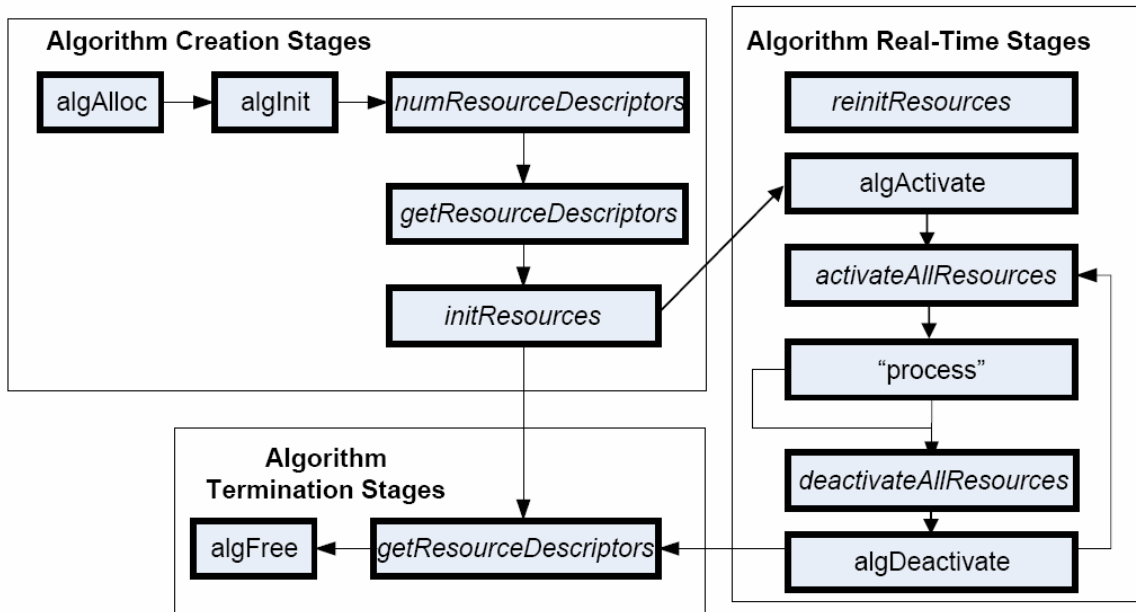 Algorithm Creation Stages
algAlloc
algInit
numResourceDescriptors
getResourceDescriptors
initResources
Algorithm Real-Time Stages
reinitResources
algActivate
activateAllResources
“process”
deactivateAllResources
algDeactivate
Algorithm
Termination Stages
algFree
getResourceDescriptors